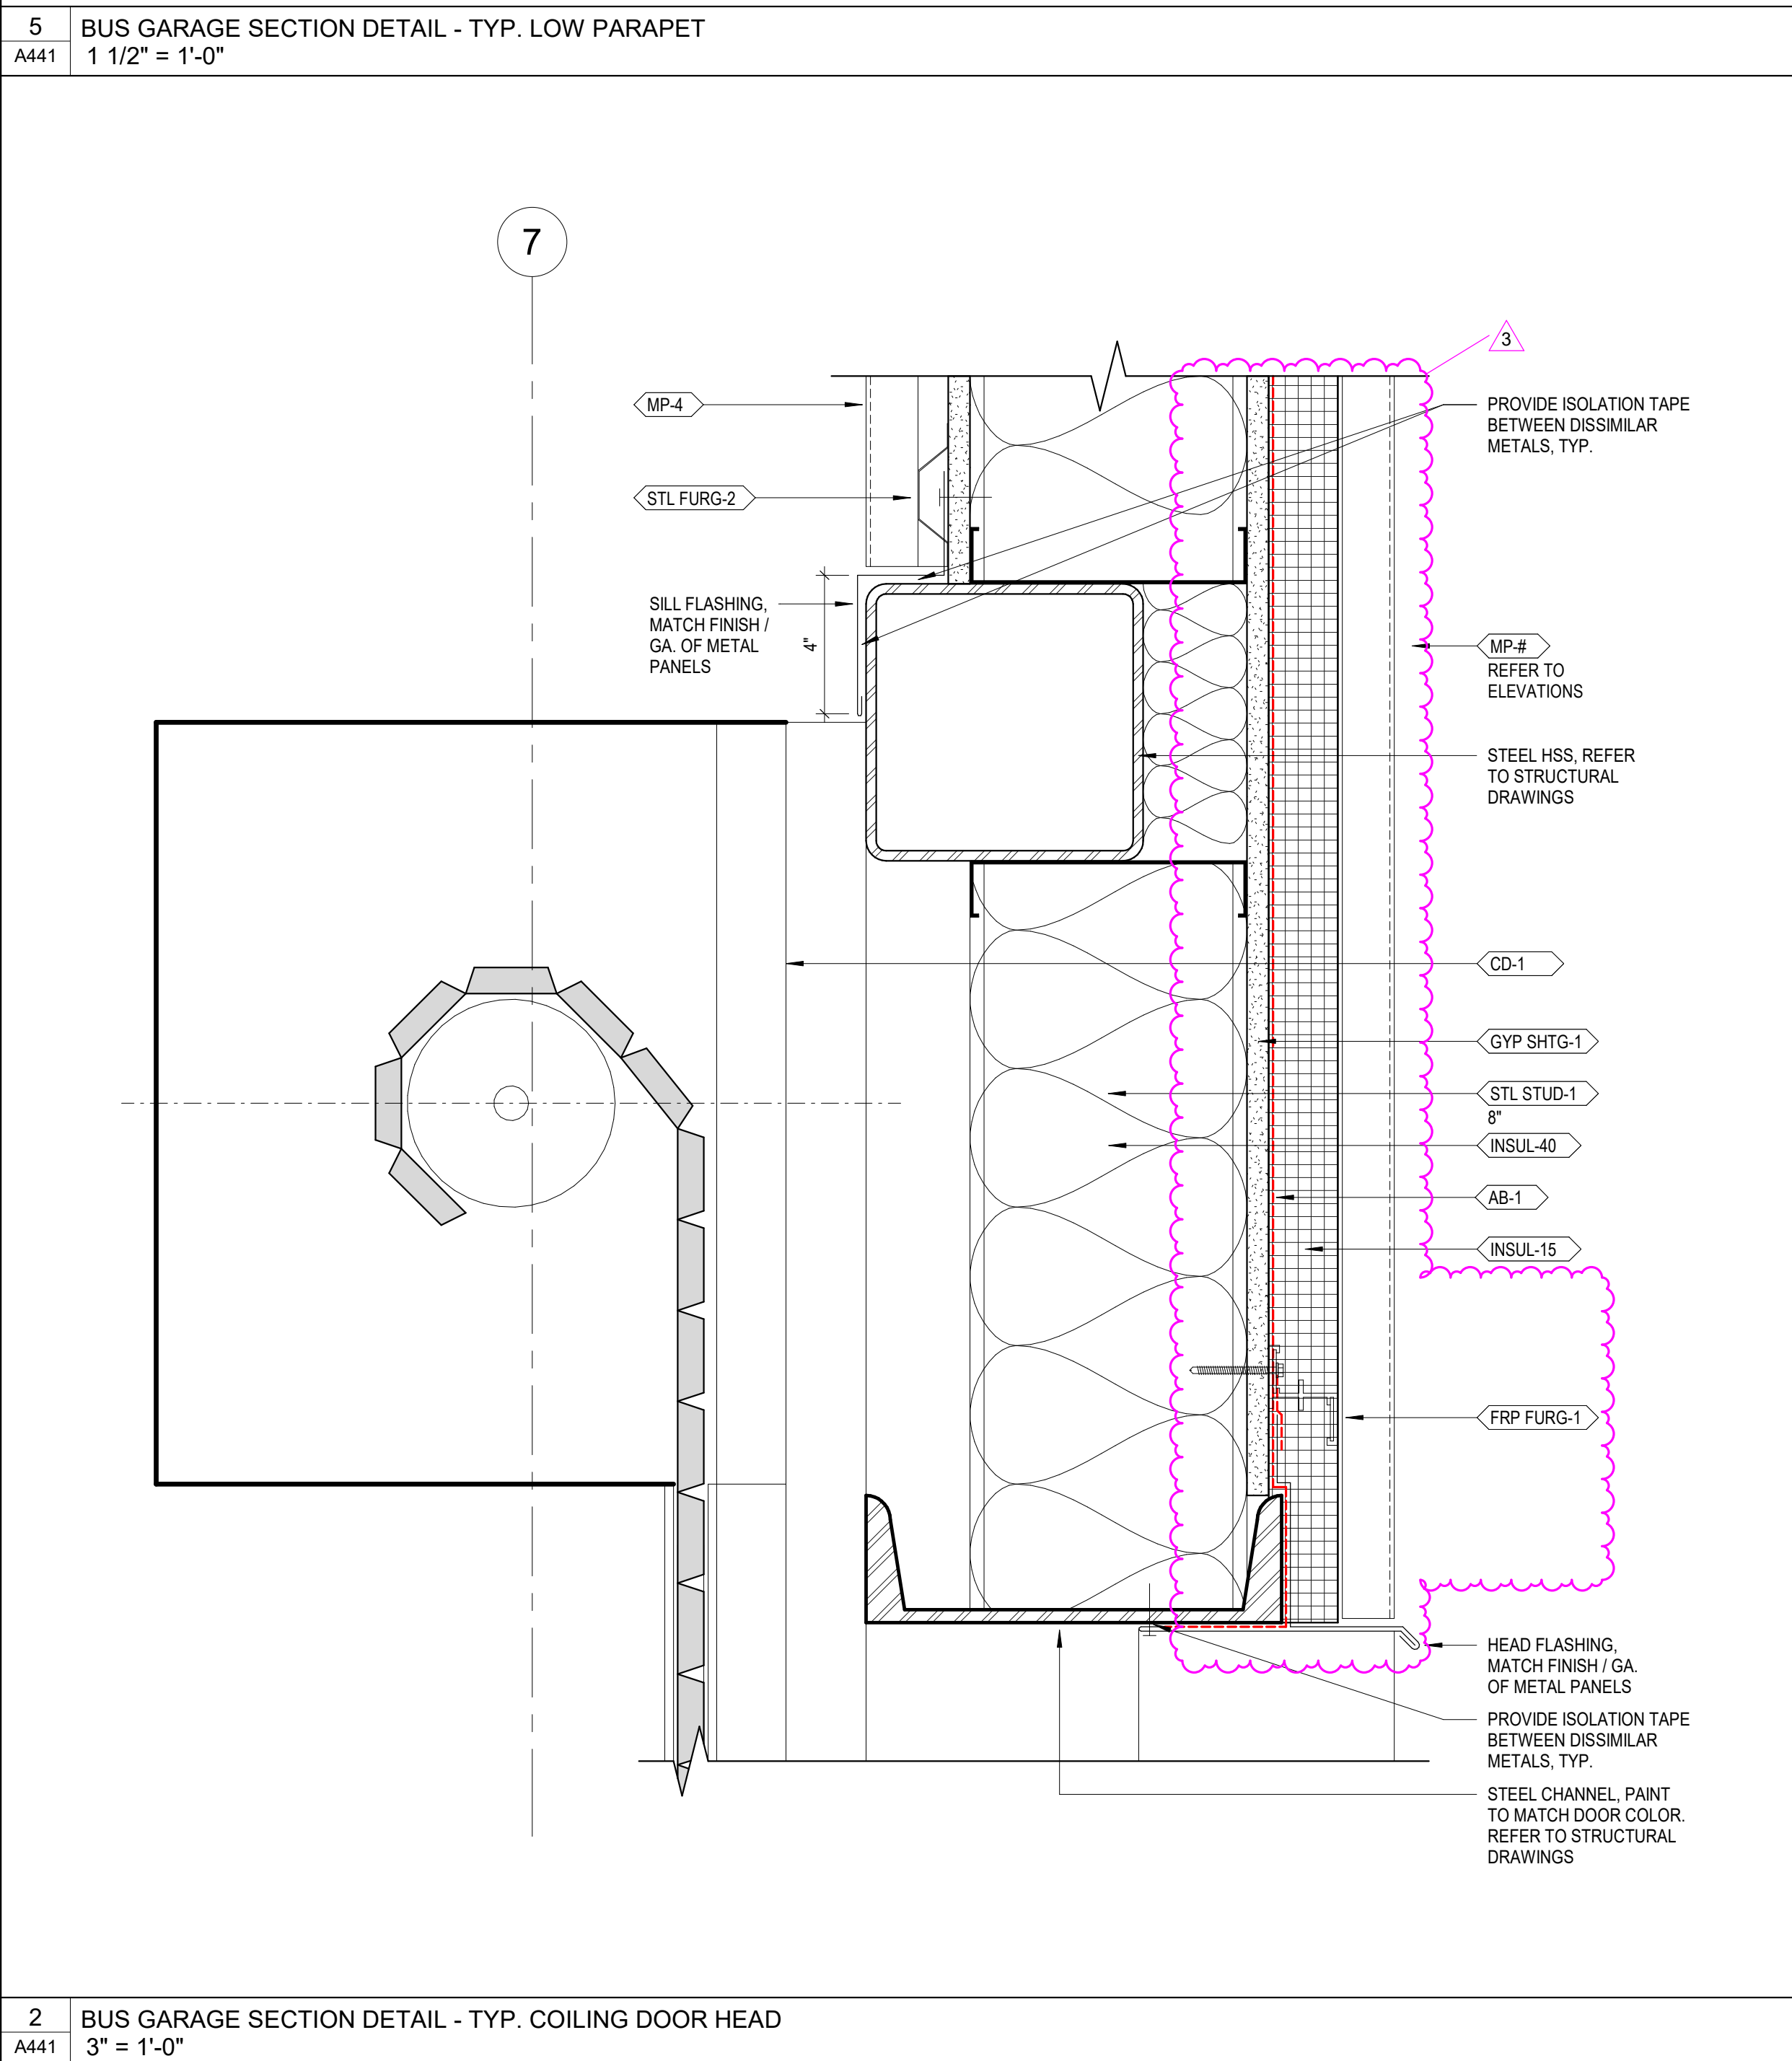 5
A441
BUS GARAGE SECTION DETAIL - TYP. LOW PARAPET
1 1/2" = 1'-0"
7
3
MP-4
PROVIDE ISOLATION TAPE
BETWEEN DISSIMILAR
METALS, TYP.
STL FURG-2
SILL FLASHING,
MATCH FINISH /
GA. OF METAL
PANELS
4"
MP-#
REFER TO
ELEVATIONS
STEEL HSS, REFER
TO STRUCTURAL
DRAWINGS
CD-1
GYP SHTG-1
STL STUD-1
8"
INSUL-40
AB-1
INSUL-15
FRP FURG-1
HEAD FLASHING,
MATCH FINISH / GA.
OF METAL PANELS
PROVIDE ISOLATION TAPE
BETWEEN DISSIMILAR
METALS, TYP.
STEEL CHANNEL, PAINT
TO MATCH DOOR COLOR.
REFER TO STRUCTURAL
DRAWINGS
2
A441
BUS GARAGE SECTION DETAIL - TYP. COILING DOOR HEAD
3" = 1'-0"